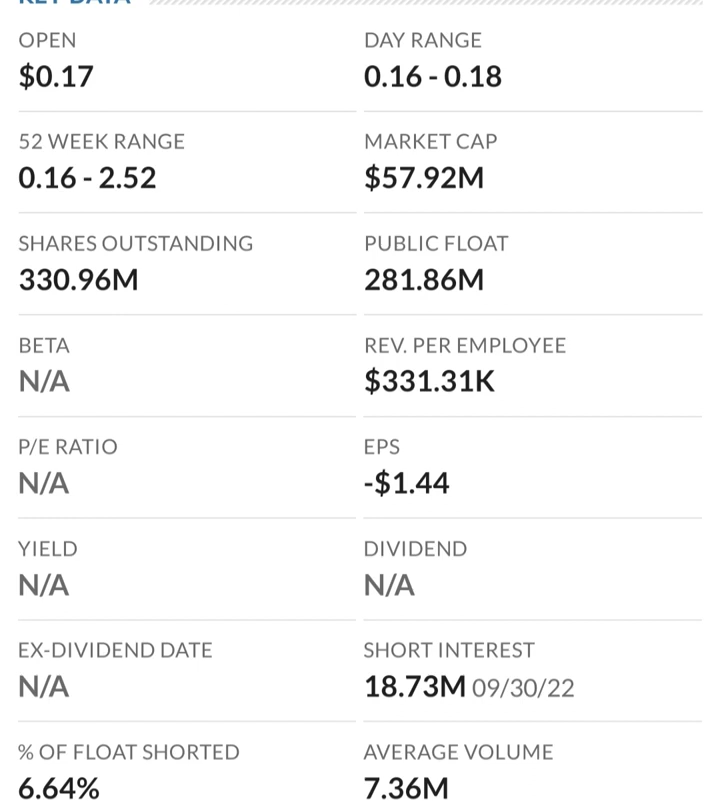 KEY DATA
OPEN
$0.17
DAY RANGE
0.16 - 0.18
52 WEEK RANGE
0.16 - 2.52
MARKET CAP
$57.92M
SHARES OUTSTANDING
330.96M
PUBLIC FLOAT
281.86M
BETA
N/A
REV. PER EMPLOYEE
$331.31K
P/E RATIO
N/A
EPS
-$1.44
YIELD
N/A
DIVIDEND
N/A
EX-DIVIDEND DATE
N/A
SHORT INTEREST
18.73M 09/30/22
% OF FLOAT SHORTED
6.64%
AVERAGE VOLUME
7.36M